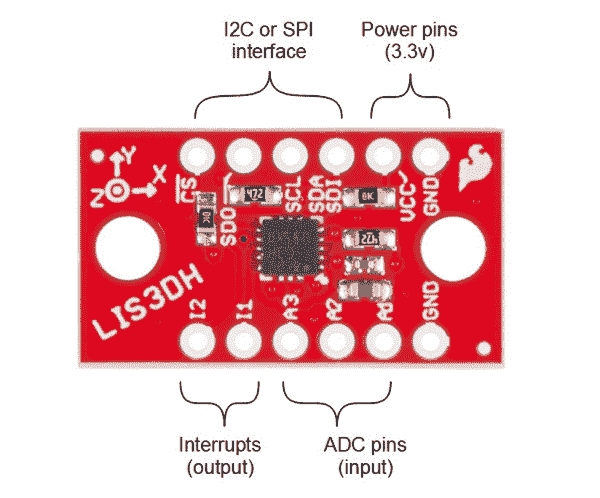 I2C or SPI
interface
Power pins
(3.3v)
Y
X
Z
CS
SDO
472
SCL
SDA
SDI
VCC
GND
LIS3DH
I2
I1
A3
A2
A1
GND
Interrupts
(output)
ADC pins
(input)